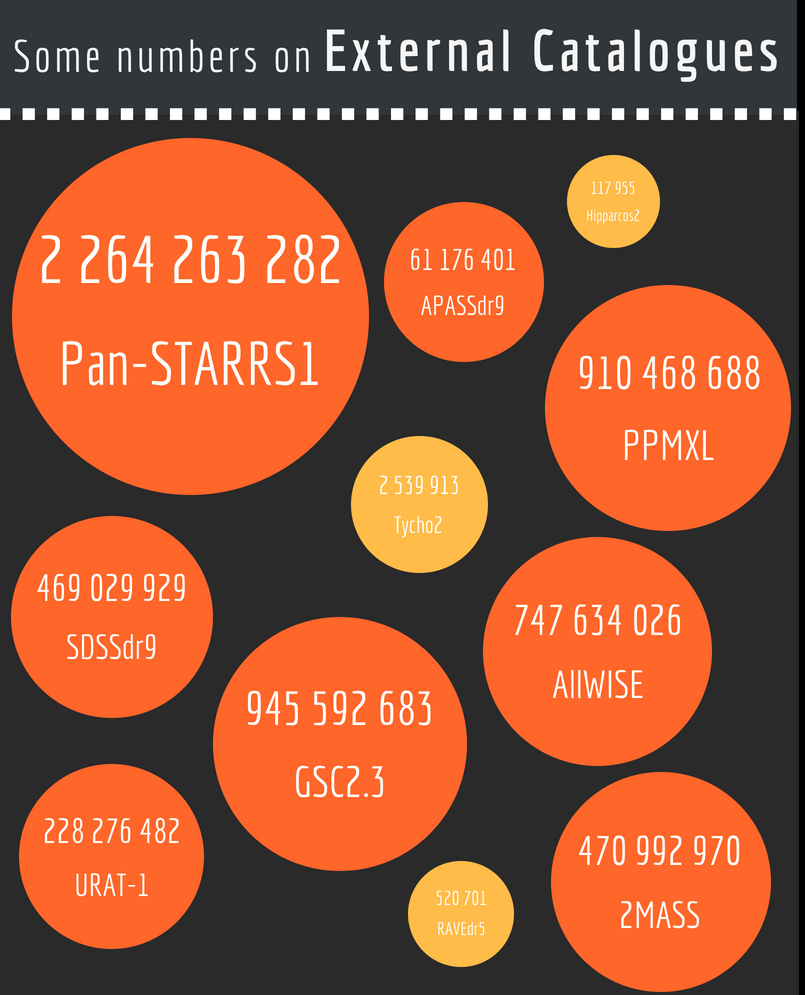 Some numbers on External Catalogues
2 264 263 282
Pan-STARRS1
61 176 401
APASSdr9
117 955
Hipparcos2
910 468 688
PPMXL
2 539 913
Tycho2
469 029 929
SDSSdr9
747 634 026
AllWISE
945 592 683
GSC2.3
228 276 482
URAT-1
520 701
RAVEdr5
470 992 970
2MASS